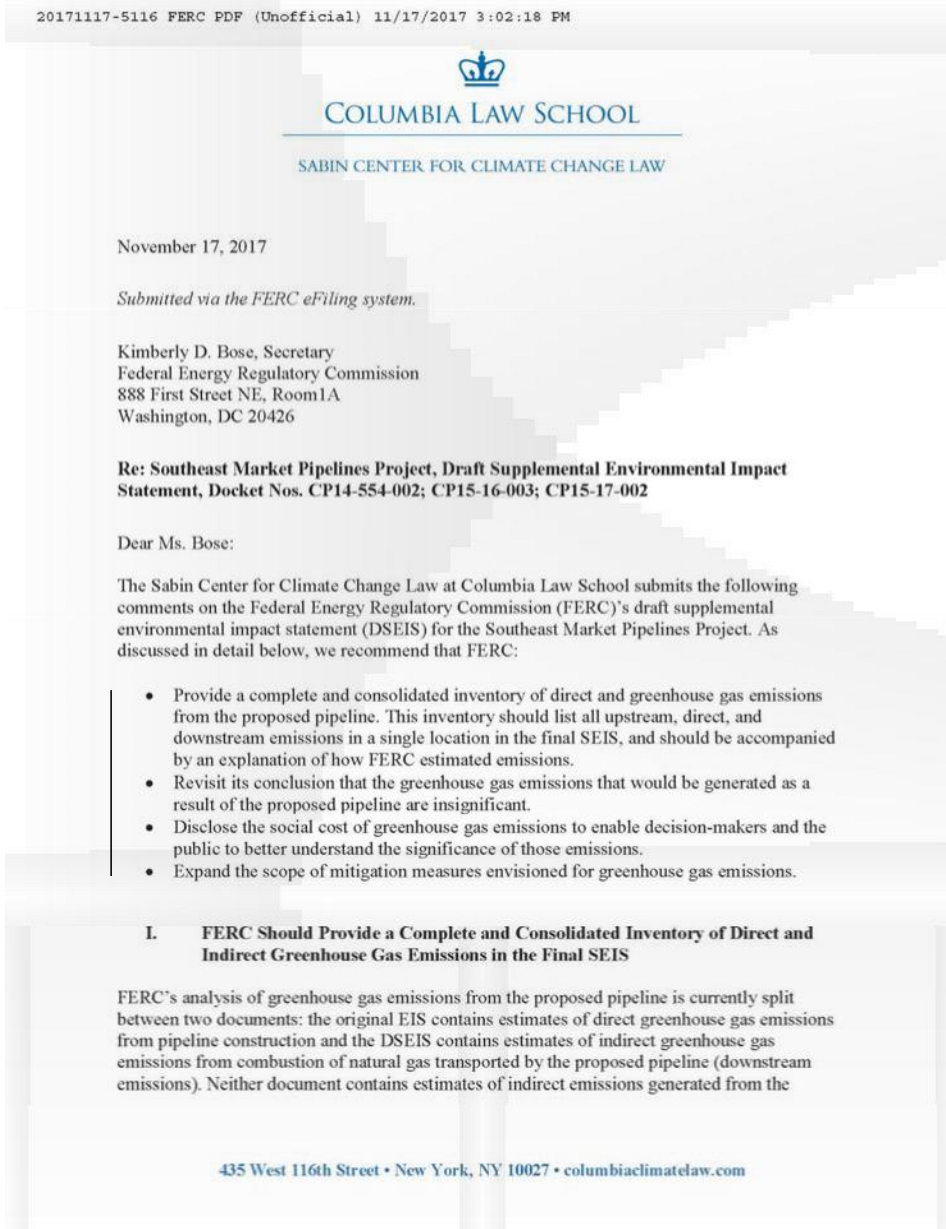 20171117-5116 FERC PDF (Unofficial) 11/17/2017 3:02:18 PM
COLUMBIA LAW SCHOOL
SABIN CENTER FOR CLIMATE CHANGE LAW
November 17, 2017
Submitted via the FERC eFiling system.
Kimberly D. Bose, Secretary
Federal Energy Regulatory Commission
888 First Street NE, Room1A
Washington, DC 20426
Re: Southeast Market Pipelines Project, Draft Supplemental Environmental Impact
Statement, Docket Nos. CP14-554-002; CP15-16-003; CP15-17-002
Dear Ms. Bose:
The Sabin Center for Climate Change Law at Columbia Law School submits the following
comments on the Federal Energy Regulatory Commission (FERC)'s draft supplemental
environmental impact statement (DSEIS) for the Southeast Market Pipelines Project. As
discussed in detail below, we recommend that FERC:
• Provide a complete and consolidated inventory of direct and greenhouse gas emissions
from the proposed pipeline. This inventory should list all upstream, direct, and
downstream emissions in a single location in the final SEIS, and should be accompanied
by an explanation of how FERC estimated emissions.
• Revisit its conclusion that the greenhouse gas emissions that would be generated as a
result of the proposed pipeline are insignificant.
• Disclose the social cost of greenhouse gas emissions to enable decision-makers and the
public to better understand the significance of those emissions.
• Expand the scope of mitigation measures envisioned for greenhouse gas emissions.
I. FERC Should Provide a Complete and Consolidated Inventory of Direct and
Indirect Greenhouse Gas Emissions in the Final SEIS
FERC's analysis of greenhouse gas emissions from the proposed pipeline is currently split
between two documents: the original EIS contains estimates of direct greenhouse gas emissions
from pipeline construction and the DSEIS contains estimates of indirect greenhouse gas
emissions from combustion of natural gas transported by the proposed pipeline (downstream
emissions). Neither document contains estimates of indirect emissions generated from the
435 West 116th Street • New York, NY 10027 • columbiaclimatelaw.com